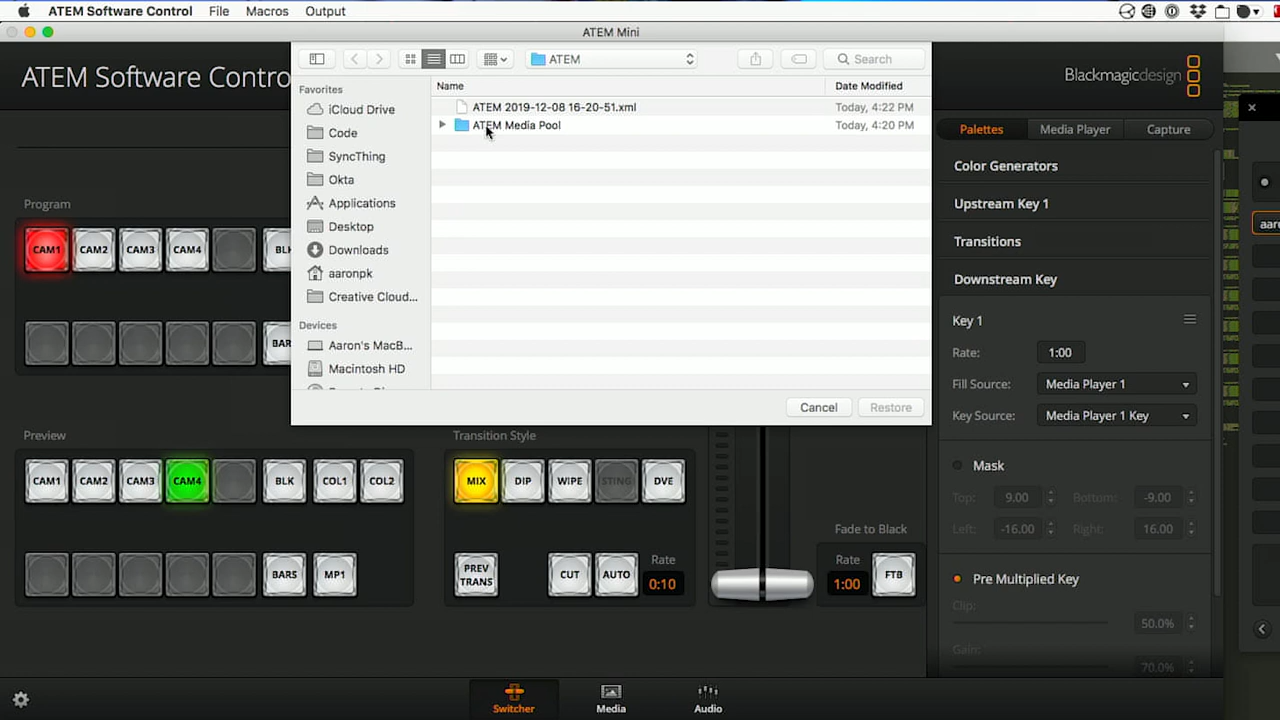 ATEM Software Control File Macros Output
ATEM Mini
ATEM Software Contro
Blackmagicdesign
ATEM
Search
Favorites
iCloud Drive
Code
SyncThing
Okta
Applications
Desktop
Downloads
aaronpk
Creative Cloud...
Devices
Aaron's MacB...
Macintosh HD
Name Date Modified
ATEM 2019-12-08 16-20-51.xml Today, 4:22 PM
ATEM Media Pool Today, 4:20 PM
Cancel Restore
Program
CAM1 CAM2 CAM3 CAM4 BLK
BAR
Preview
CAM1 CAM2 CAM3 CAM4 BLK COL1 COL2
BARS MP1
Transition Style
MIX DIP WIPE STING DVE
PREV
TRANS
CUT AUTO
Rate
0:10
Fade to Black
Rate
1:00
FTB
Palettes Media Player Capture
Color Generators
Upstream Key 1
Transitions
Downstream Key
Key 1
Rate: 1:00
Fill Source: Media Player 1
Key Source: Media Player 1 Key
Mask
Top: 9.00 Bottom: -9.00
Left: -16.00 Right: 16.00
Pre Multiplied Key
Clip:
50.0%
Gain:
70.0%
aar
Switcher Media Audio